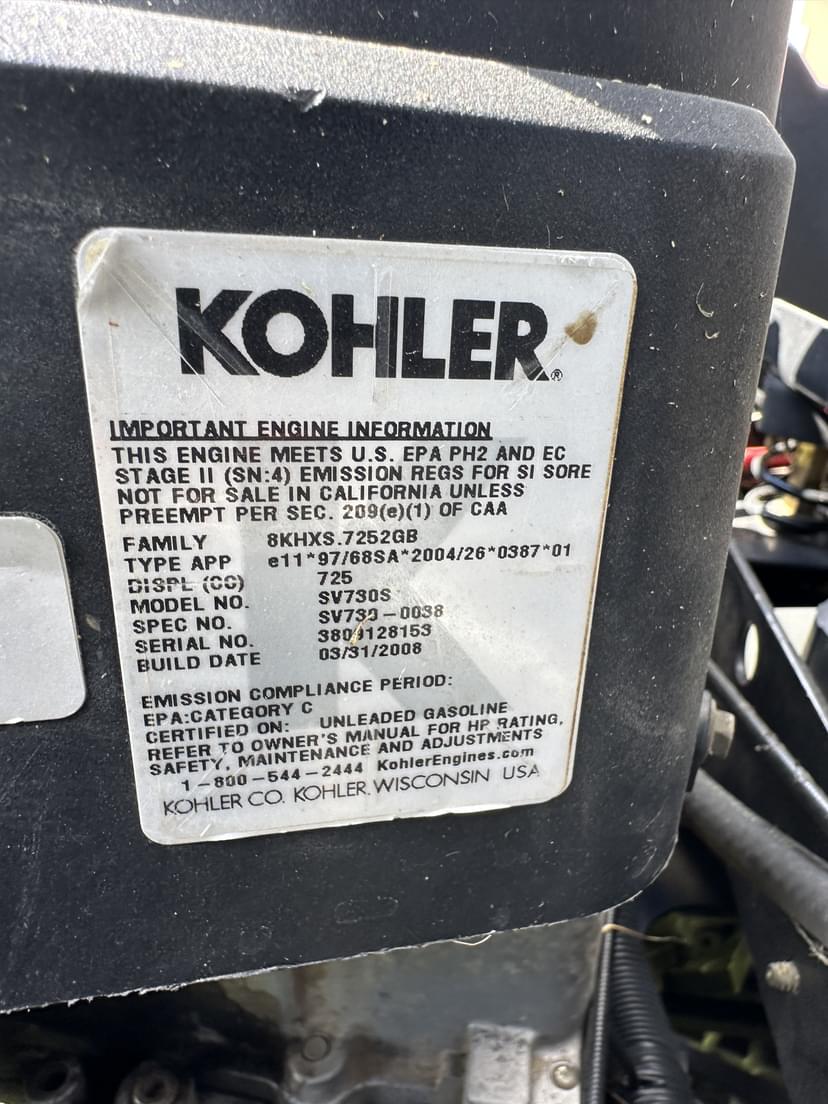 KOHLER®
IMPORTANT ENGINE INFORMATION
THIS ENGINE MEETS U.S. EPA PH2 AND EC
STAGE II (SN:4) EMISSION REGS FOR SI SORE
NOT FOR SALE IN CALIFORNIA UNLESS
PREEMPT PER SEC. 209(e)(1) OF CAA
FAMILY 8KHXS.7252GB
TYPE APP e11*97/68SA*2004/26*0387*01
DISPL (CC) 725
MODEL NO. SV730S
SPEC NO. SV730-0038
SERIAL NO. 3809128153
BUILD DATE 03/31/2008
EMISSION COMPLIANCE PERIOD:
EPA:CATEGORY C
CERTIFIED ON: UNLEADED GASOLINE
REFER TO OWNER'S MANUAL FOR HP RATING,
SAFETY, MAINTENANCE AND ADJUSTMENTS
1-800-544-2444 KohlerEngines.com
KOHLER CO. KOHLER, WISCONSIN USA